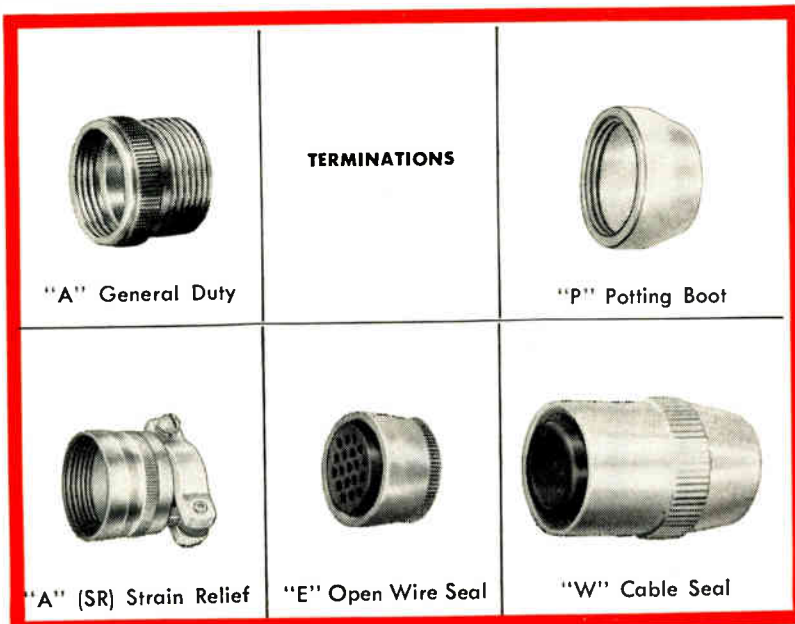 TERMINATIONS
"A" General Duty
"P" Potting Boot
"A" (SR) Strain Relief
"E" Open Wire Seal
"W" Cable Seal